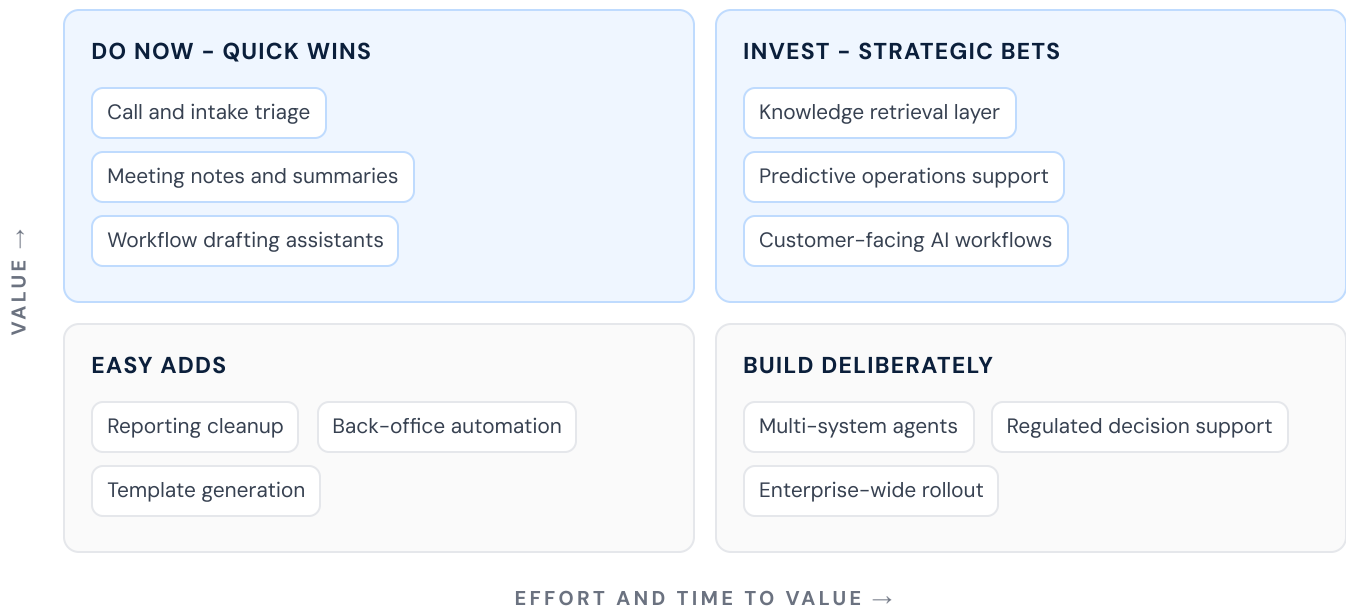 DO NOW – QUICK WINS
Call and intake triage
Meeting notes and summaries
Workflow drafting assistants
INVEST – STRATEGIC BETS
Knowledge retrieval layer
Predictive operations support
Customer-facing AI workflows
VALUE →
EASY ADDS
Reporting cleanup
Back-office automation
Template generation
BUILD DELIBERATELY
Multi-system agents
Regulated decision support
Enterprise-wide rollout
EFFORT AND TIME TO VALUE →